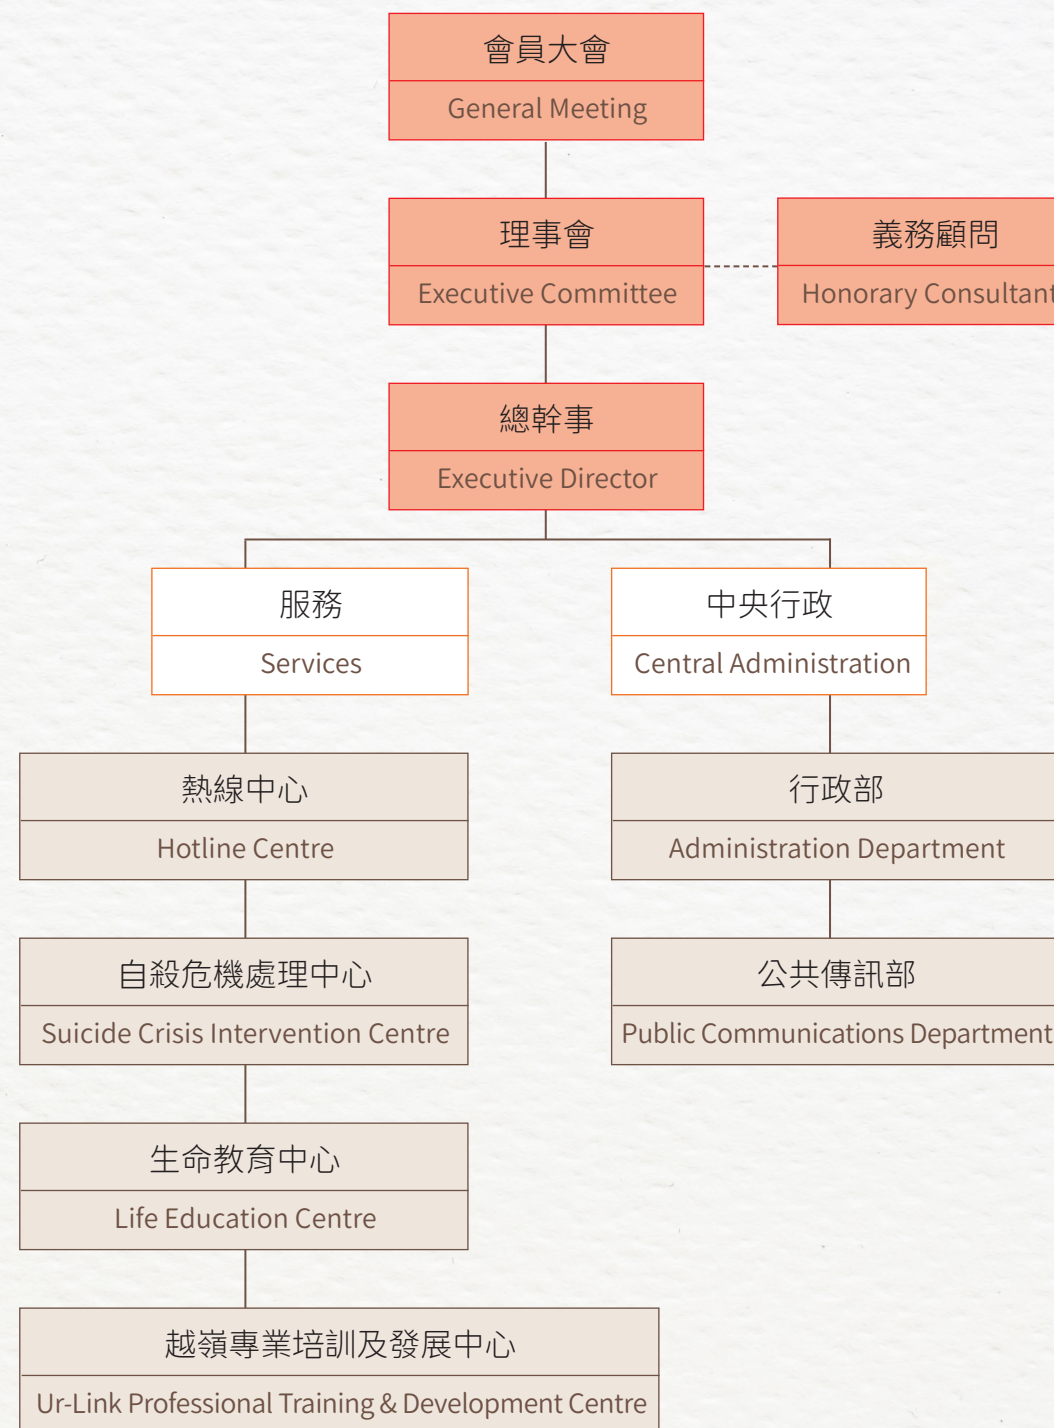 會員大會
General Meeting
理事會
Executive Committee
義務顧問
Honorary Consultant
總幹事
Executive Director
服務
Services
中央行政
Central Administration
熱線中心
Hotline Centre
行政部
Administration Department
自殺危機處理中心
Suicide Crisis Intervention Centre
公共傳訊部
Public Communications Department
生命教育中心
Life Education Centre
越嶺專業培訓及發展中心
Ur-Link Professional Training & Development Centre